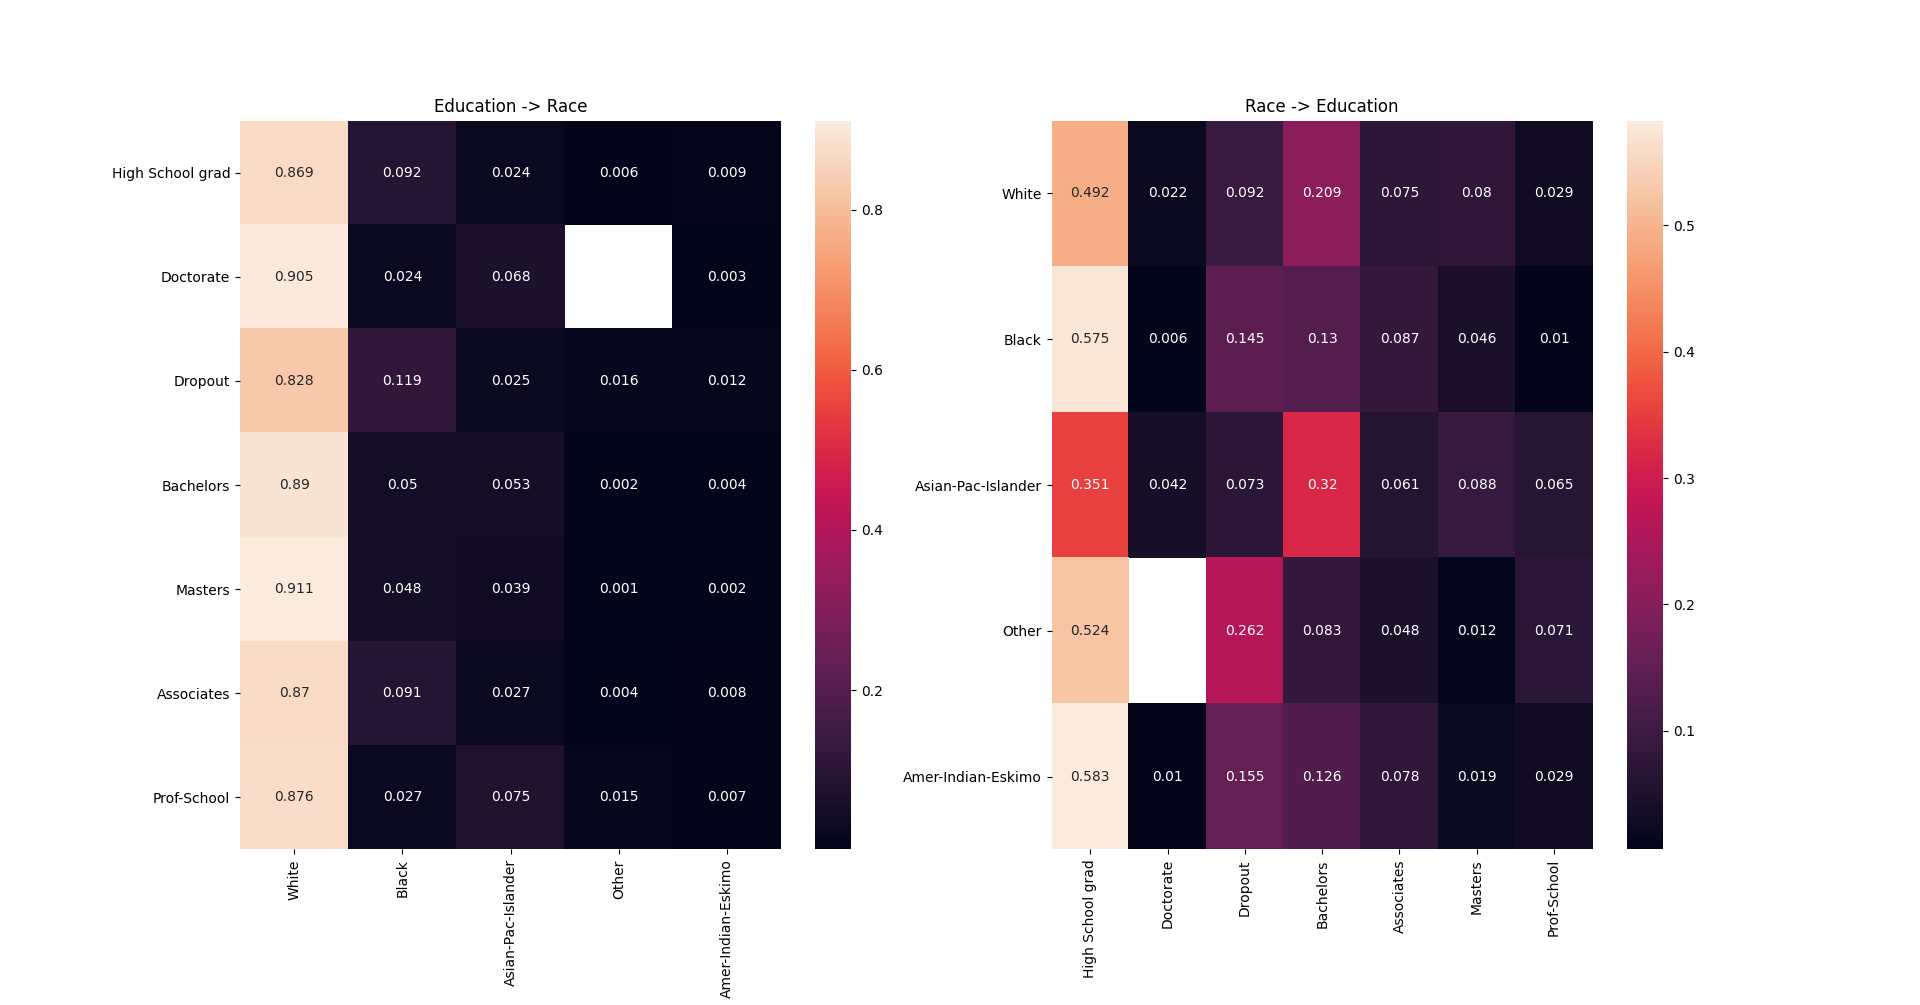 Education -> Race
High School grad 0.869 0.092 0.024 0.006 0.009
Doctorate 0.905 0.024 0.068 0.003
Dropout 0.828 0.119 0.025 0.016 0.012
Bachelors 0.89 0.05 0.053 0.002 0.004
Masters 0.911 0.048 0.039 0.001 0.002
Associates 0.87 0.091 0.027 0.004 0.008
Prof-School 0.876 0.027 0.075 0.015 0.007
White
Black
Asian-Pac-Islander
Other
Amer-Indian-Eskimo
0.8
0.6
0.4
0.2
Race -> Education
White 0.492 0.022 0.092 0.209 0.075 0.08 0.029
Black 0.575 0.006 0.145 0.13 0.087 0.046 0.01
Asian-Pac-Islander 0.351 0.042 0.073 0.32 0.061 0.088 0.065
Other 0.524 0.262 0.083 0.048 0.012 0.071
Amer-Indian-Eskimo 0.583 0.01 0.155 0.126 0.078 0.019 0.029
High School grad
Doctorate
Dropout
Bachelors
Associates
Masters
Prof-School
0.5
0.4
0.3
0.2
0.1